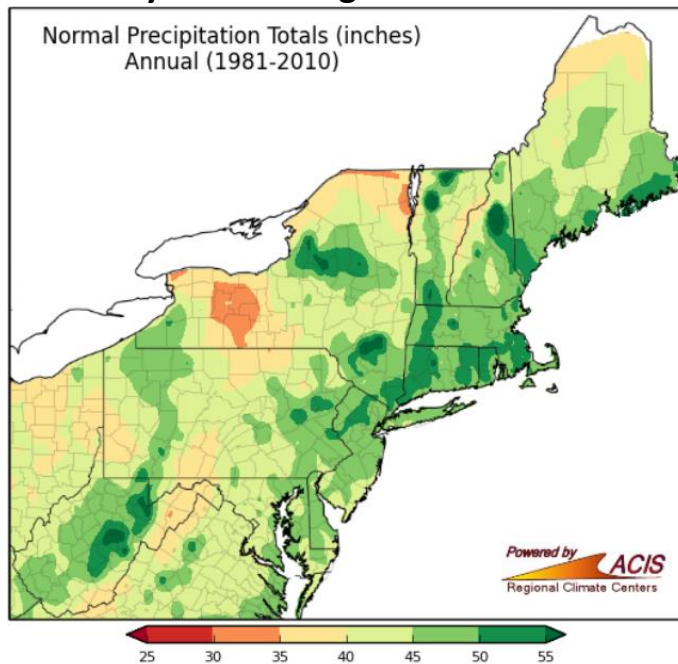 Normal Precipitation Totals (inches)
Annual (1981-2010)
Powered by
ACIS
Regional Climate Centers
25 30 35 40 45 50 55